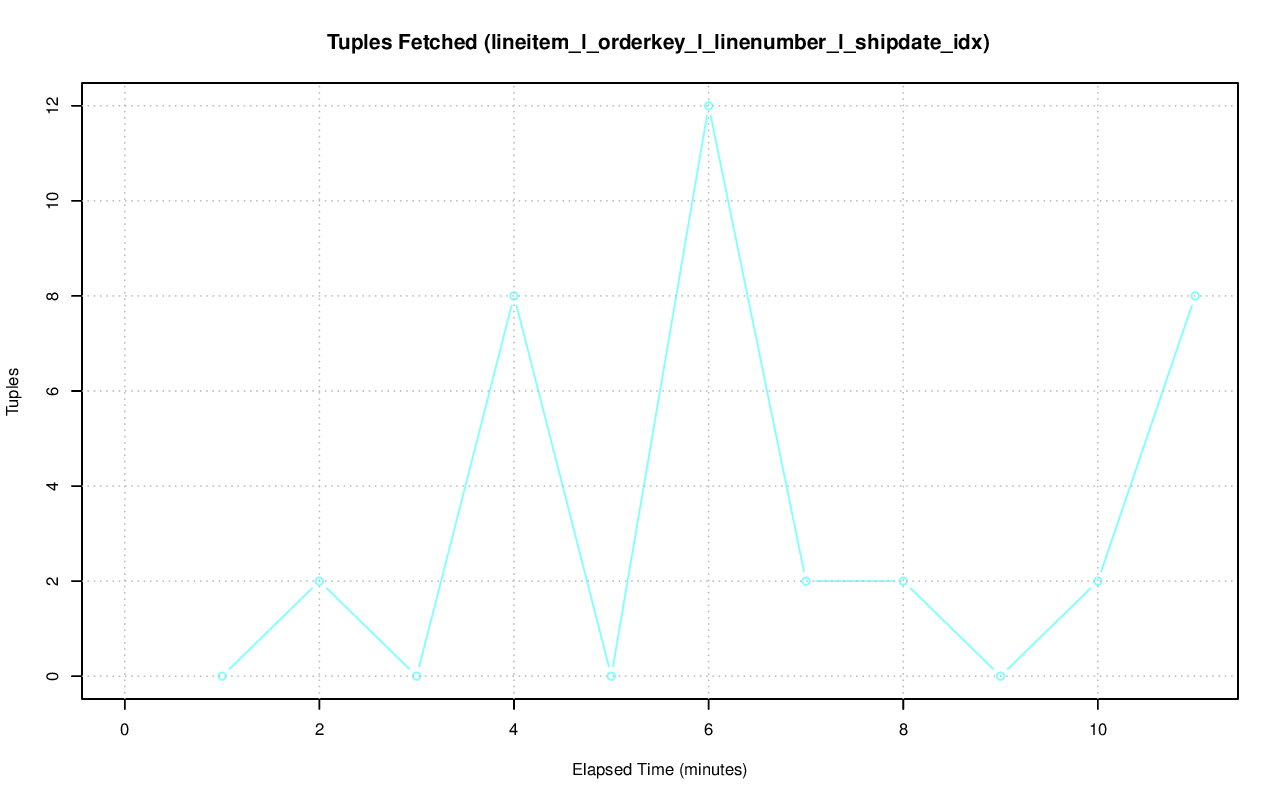 Tuples Fetched (lineitem_l_orderkey_l_linenumber_l_shipdate_idx)
12
10
8
6
4
2
0
Tuples
0 2 4 6 8 10
Elapsed Time (minutes)